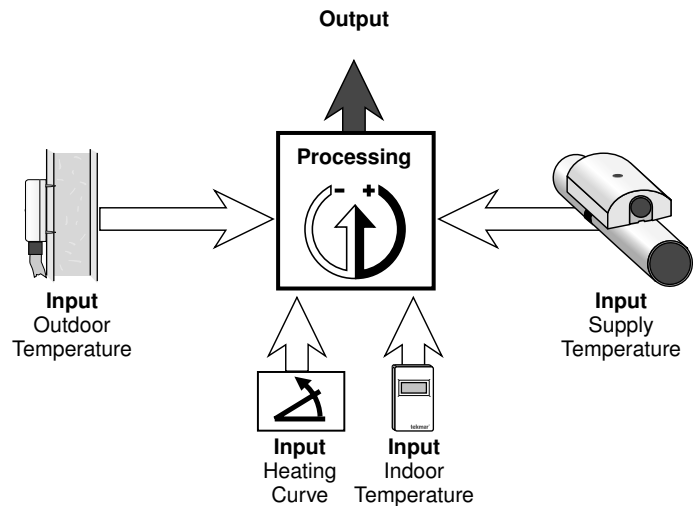 Output
Processing
- +
Input
Outdoor
Temperature
Input
Supply
Temperature
tekmar
Input
Heating
Curve
Input
Indoor
Temperature